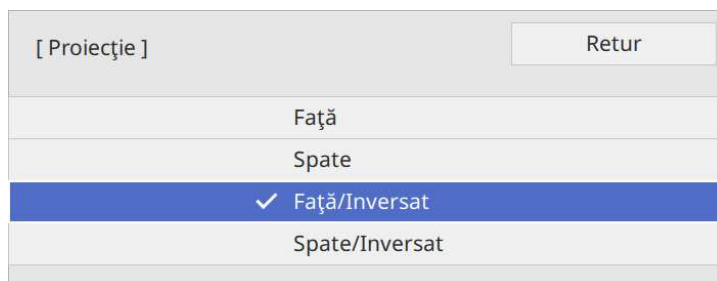 [ Proiecţie ]
Retur
Faţă
Spate
Faţă/Inversat
Spate/Inversat